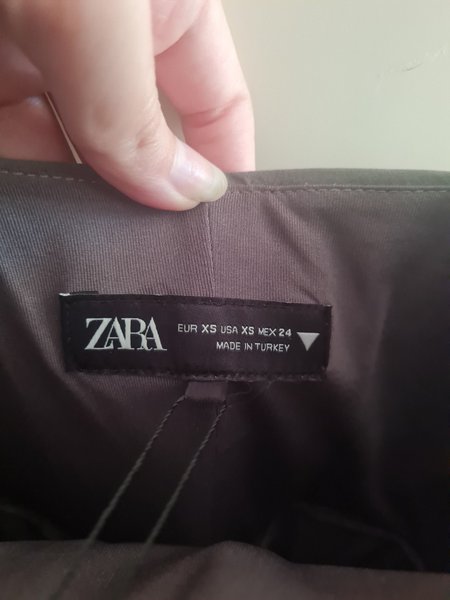 ZARA
EUR XS USA XS MEX 24
MADE IN TURKEY